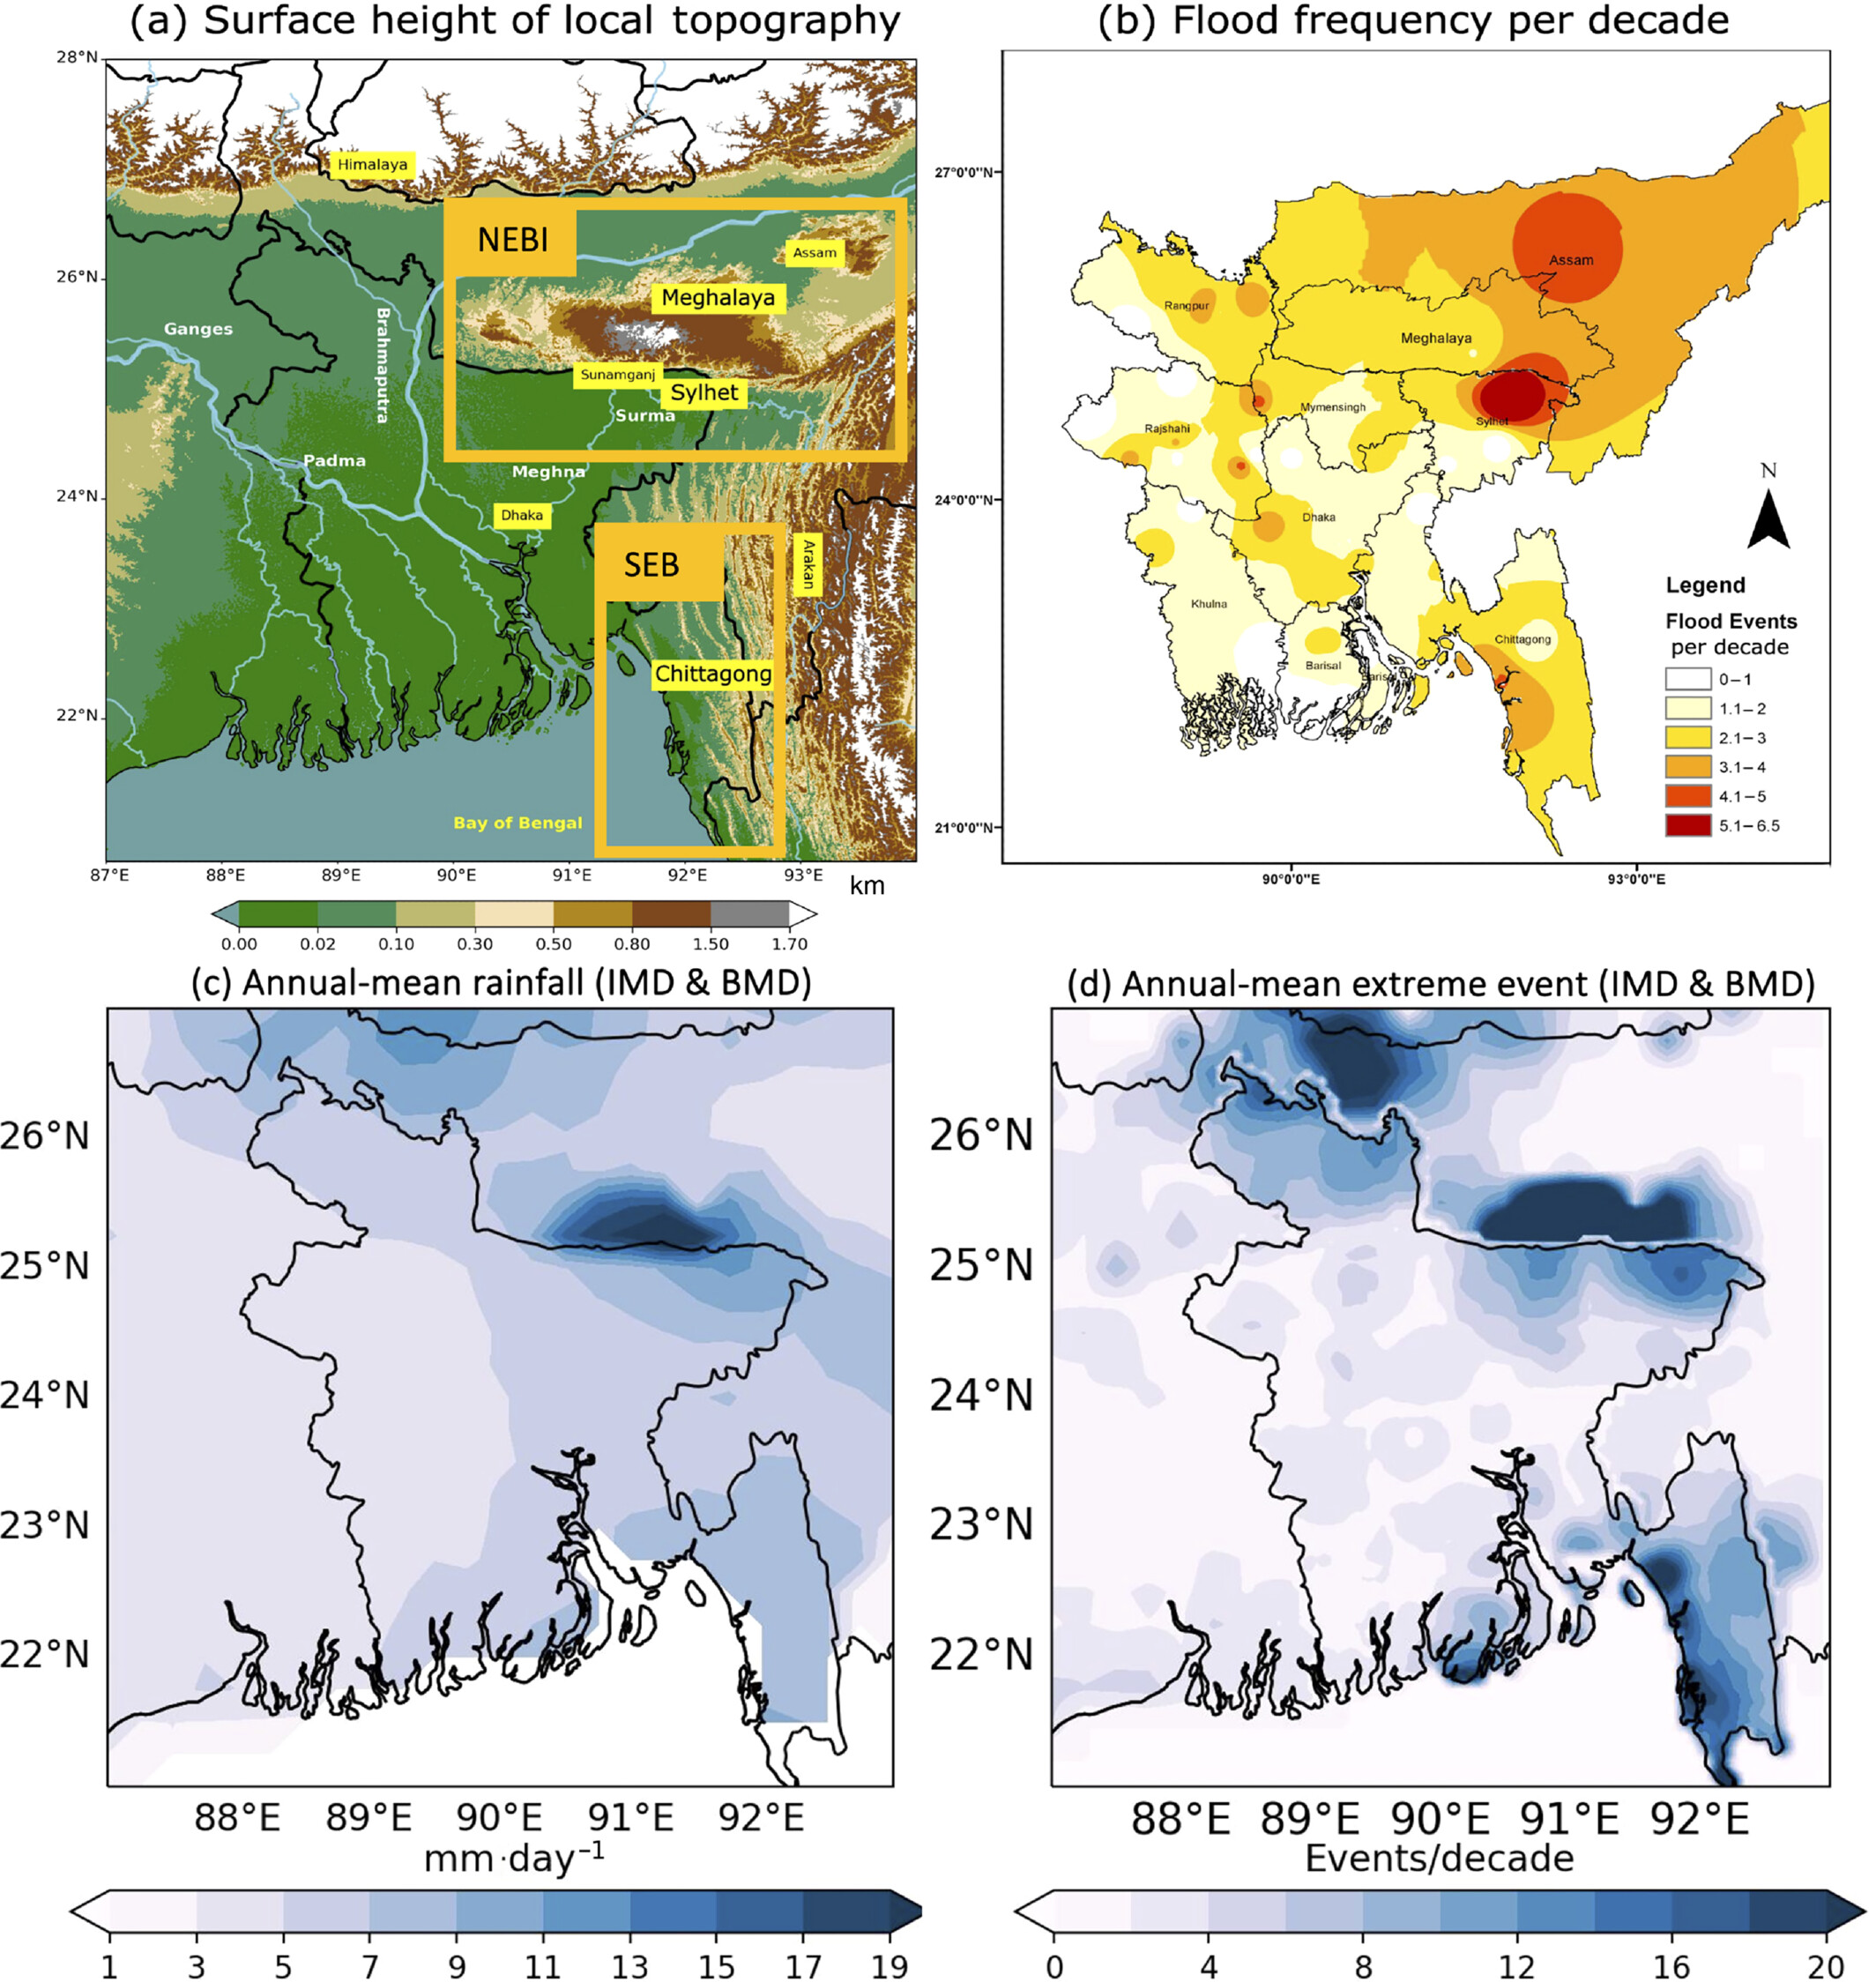 (a) Surface height of local topography
28°N
26°N
24°N
22°N
Himalaya
NEBI
Assam
Meghalaya
Ganges
Brahmaputra
Sunamganj
Sylhet
Surma
Padma
Meghna
Dhaka
SEB
Arakan
Chittagong
Bay of Bengal
87°E 88°E 89°E 90°E 91°E 92°E 93°E
km
0.00 0.02 0.10 0.30 0.50 0.80 1.50 1.70
(b) Flood frequency per decade
27°0'0"N
24°0'0"N
21°0'0"N
Assam
Rangpur
Meghalaya
Mymensingh
Sylhet
Rajshahi
Dhaka
Khulna
Chittagong
Barisal
N
Legend
Flood Events
per decade
0–1
1.1–2
2.1–3
3.1–4
4.1–5
5.1–6.5
90°0'0"E 93°0'0"E
(c) Annual-mean rainfall (IMD & BMD)
26°N
25°N
24°N
23°N
22°N
88°E 89°E 90°E 91°E 92°E
mm·day⁻¹
1 3 5 7 9 11 13 15 17 19
(d) Annual-mean extreme event (IMD & BMD)
26°N
25°N
24°N
23°N
22°N
88°E 89°E 90°E 91°E 92°E
Events/decade
0 4 8 12 16 20